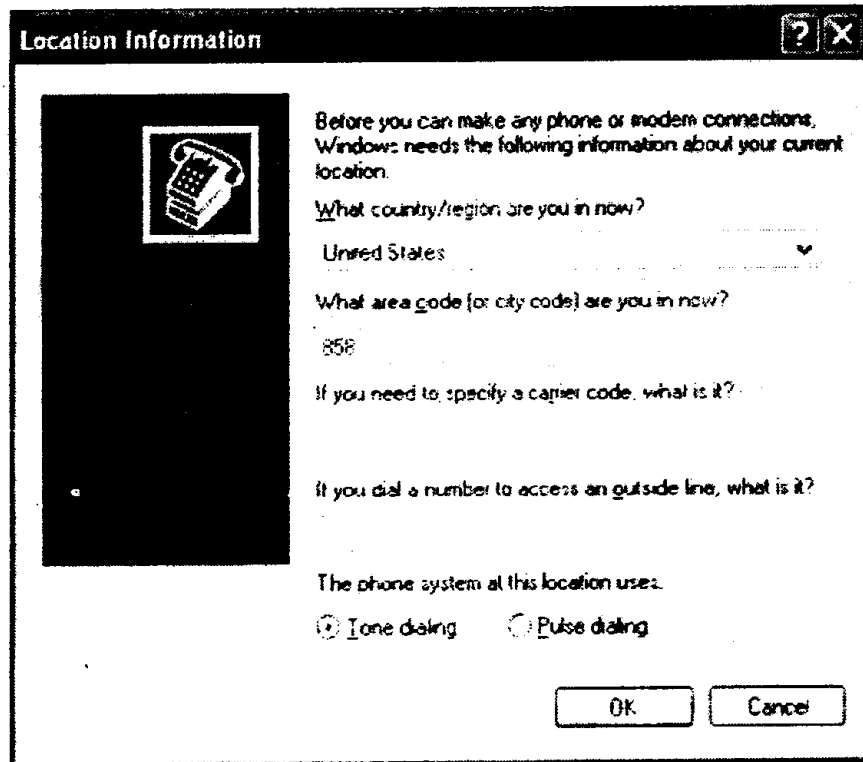 Location Information
Before you can make any phone or modem connections,
Windows needs the following information about your current
location.
What country/region are you in now?
United States
What area code (or city code) are you in now?
858
If you need to specify a carrier code, what is it?
If you dial a number to access an outside line, what is it?
The phone system at this location uses:
Tone dialing Pulse dialing
OK Cancel